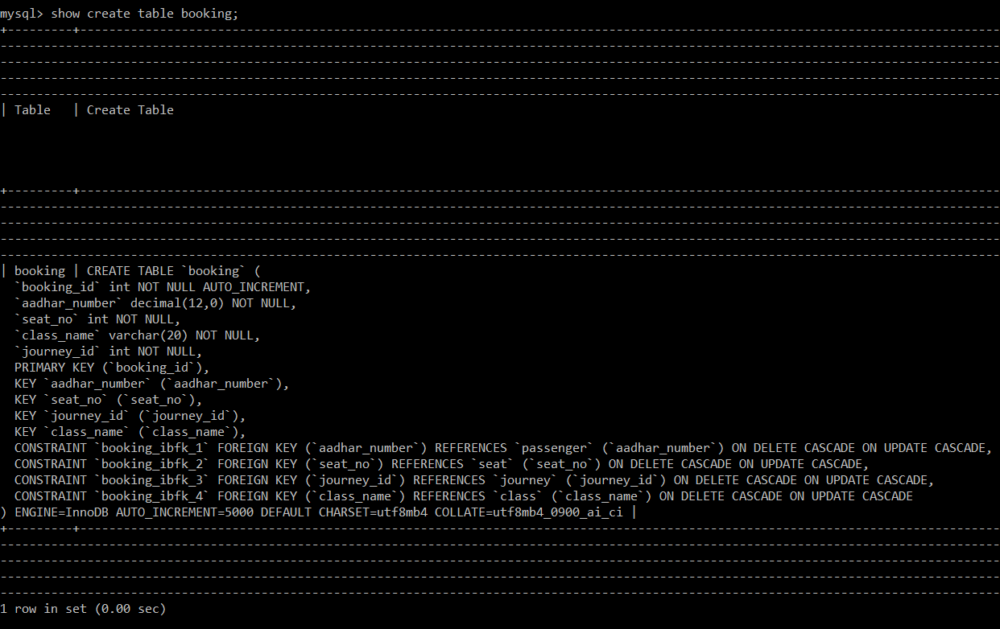 mysql> show create table booking;
| Table | Create Table
| booking | CREATE TABLE `booking` (
`booking_id` int NOT NULL AUTO_INCREMENT,
`aadhar_number` decimal(12,0) NOT NULL,
`seat_no` int NOT NULL,
`class_name` varchar(20) NOT NULL,
`journey_id` int NOT NULL,
PRIMARY KEY (`booking_id`),
KEY `aadhar_number` (`aadhar_number`),
KEY `seat_no` (`seat_no`),
KEY `journey_id` (`journey_id`),
KEY `class_name` (`class_name`),
CONSTRAINT `booking_ibfk_1` FOREIGN KEY (`aadhar_number`) REFERENCES `passenger` (`aadhar_number`) ON DELETE CASCADE ON UPDATE CASCADE,
CONSTRAINT `booking_ibfk_2` FOREIGN KEY (`seat_no`) REFERENCES `seat` (`seat_no`) ON DELETE CASCADE ON UPDATE CASCADE,
CONSTRAINT `booking_ibfk_3` FOREIGN KEY (`journey_id`) REFERENCES `journey` (`journey_id`) ON DELETE CASCADE ON UPDATE CASCADE,
CONSTRAINT `booking_ibfk_4` FOREIGN KEY (`class_name`) REFERENCES `class` (`class_name`) ON DELETE CASCADE ON UPDATE CASCADE
) ENGINE=InnoDB AUTO_INCREMENT=5000 DEFAULT CHARSET=utf8mb4 COLLATE=utf8mb4_0900_ai_ci |
1 row in set (0.00 sec)